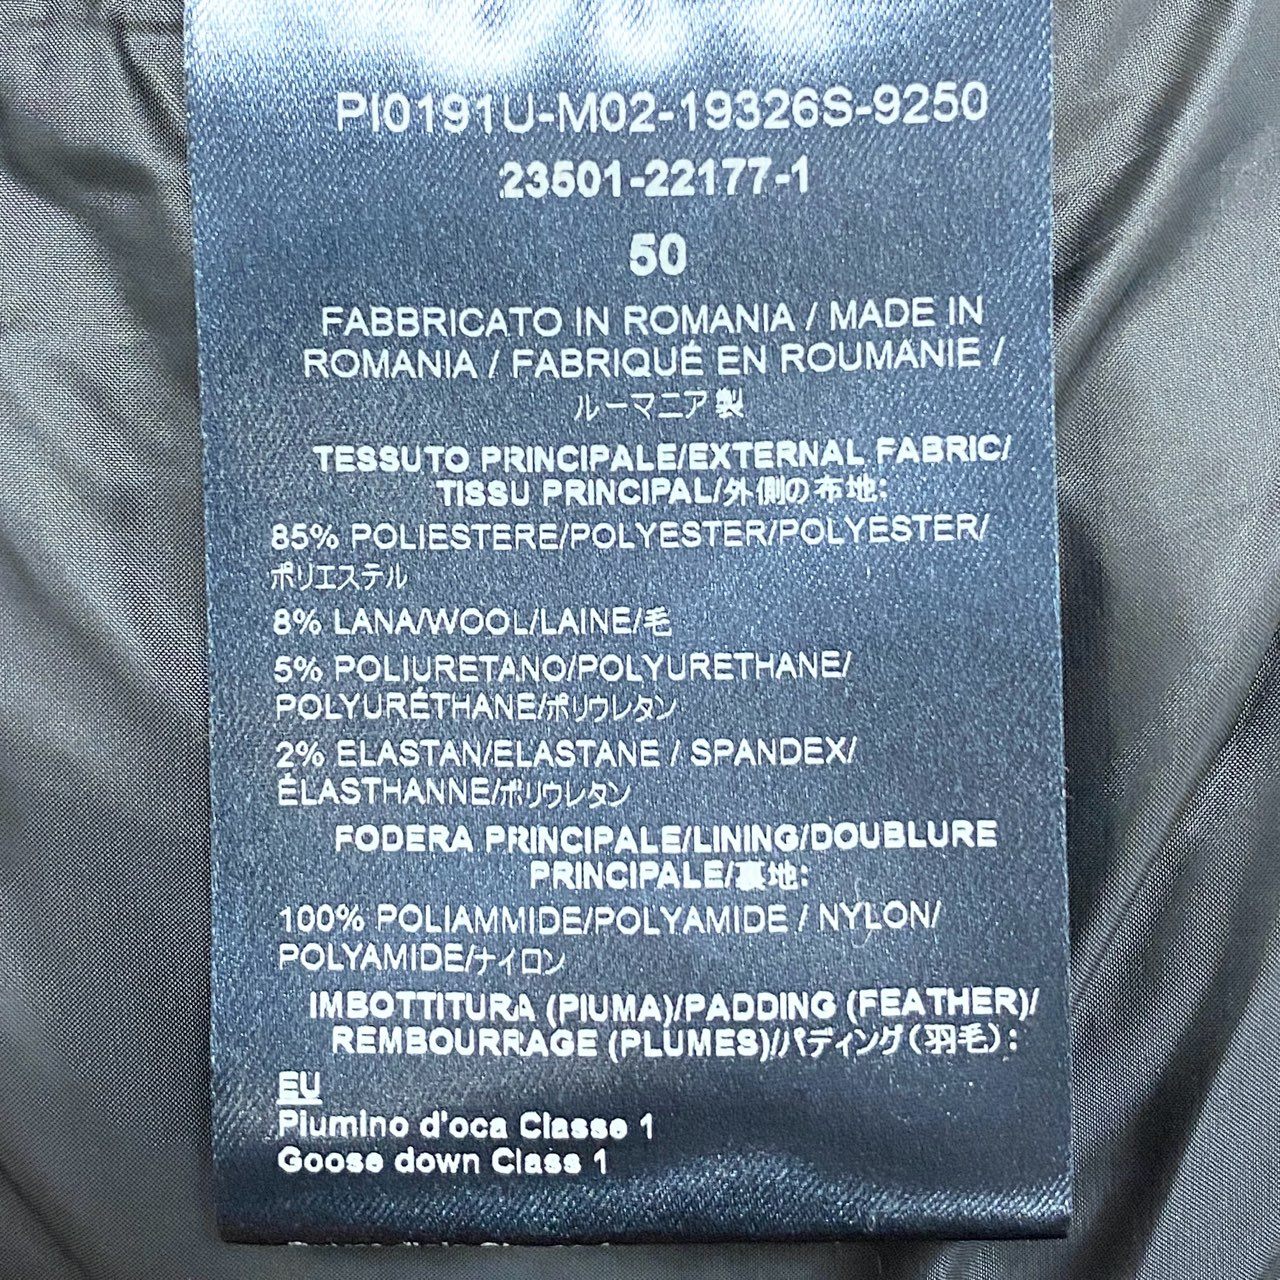 PI0191U-M02-19326S-9250
23501-22177-1
50
FABBRICATO IN ROMANIA / MADE IN
ROMANIA / FABRIQUÉ EN ROUMANIE /
ルーマニア製
TESSUTO PRINCIPALE/EXTERNAL FABRIC/
TISSU PRINCIPAL/外側の布地:
85% POLIESTERE/POLYESTER/POLYESTER/
ポリエステル
8% LANA/WOOL/LAINE/毛
5% POLIURETANO/POLYURETHANE/
POLYURÉTHANE/ポリウレタン
2% ELASTAN/ELASTANE / SPANDEX/
ÉLASTHANNE/ポリウレタン
FODERA PRINCIPALE/LINING/DOUBLURE
PRINCIPALE/裏地:
100% POLIAMMIDE/POLYAMIDE / NYLON/
POLYAMIDE/ナイロン
IMBOTTITURA (PIUMA)/PADDING (FEATHER)/
REMBOURRAGE (PLUMES)/パディング(羽毛):
EU
Piumino d'oca Classe 1
Goose down Class 1